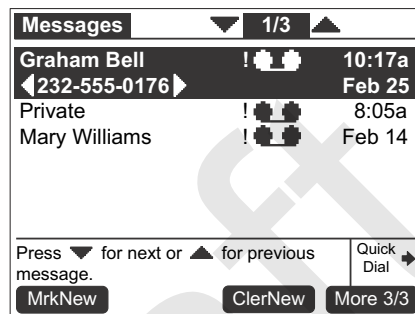 Messages 1/3
Graham Bell ! 10:17a
232-555-0176 Feb 25
Private ! 8:05a
Mary Williams ! Feb 14
Press ▼ for next or ▲ for previous
message.
Quick
Dial
MrkNew ClerNew More 3/3